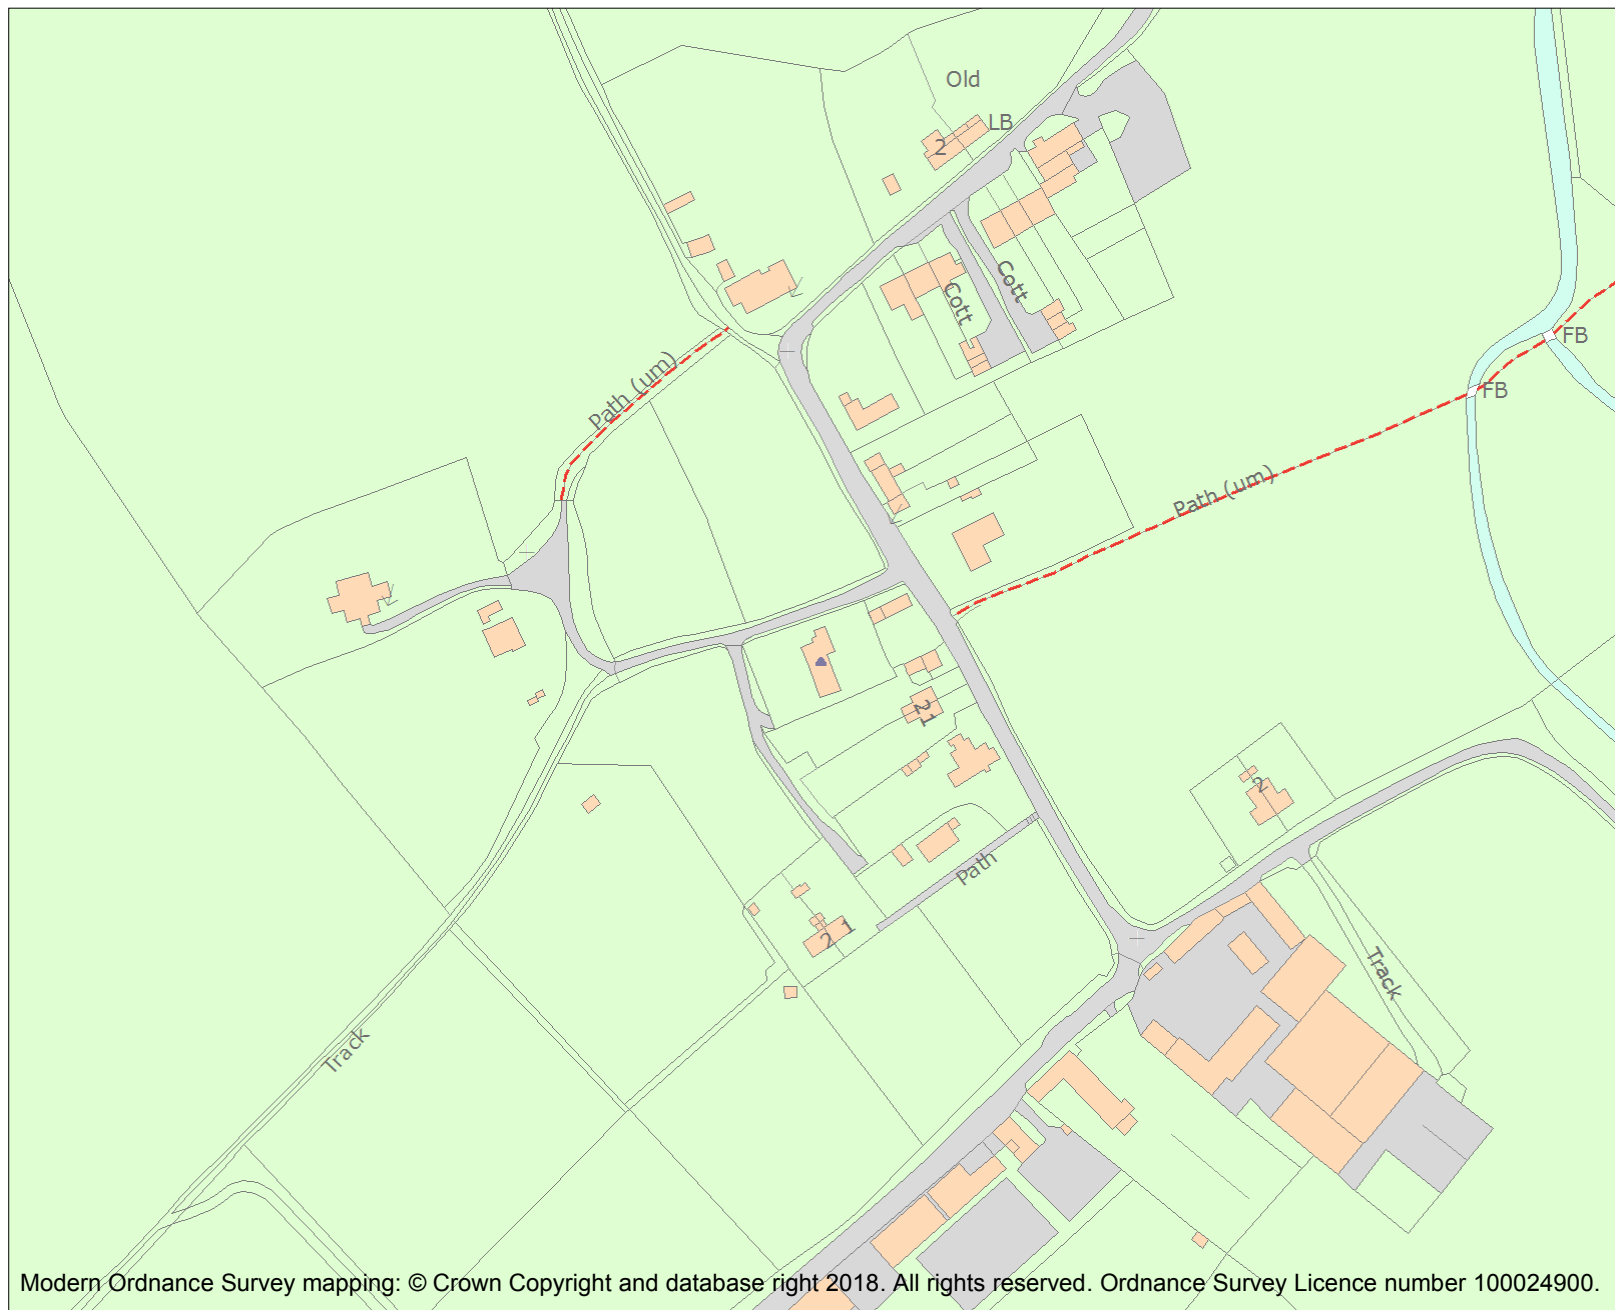 Old
LB
2
Cott
Cott
FB
FB
Path (um)
Path (um)
21
2
Path
2 1
Track
Track
Modern Ordnance Survey mapping: © Crown Copyright and database right 2018. All rights reserved. Ordnance Survey Licence number 100024900.